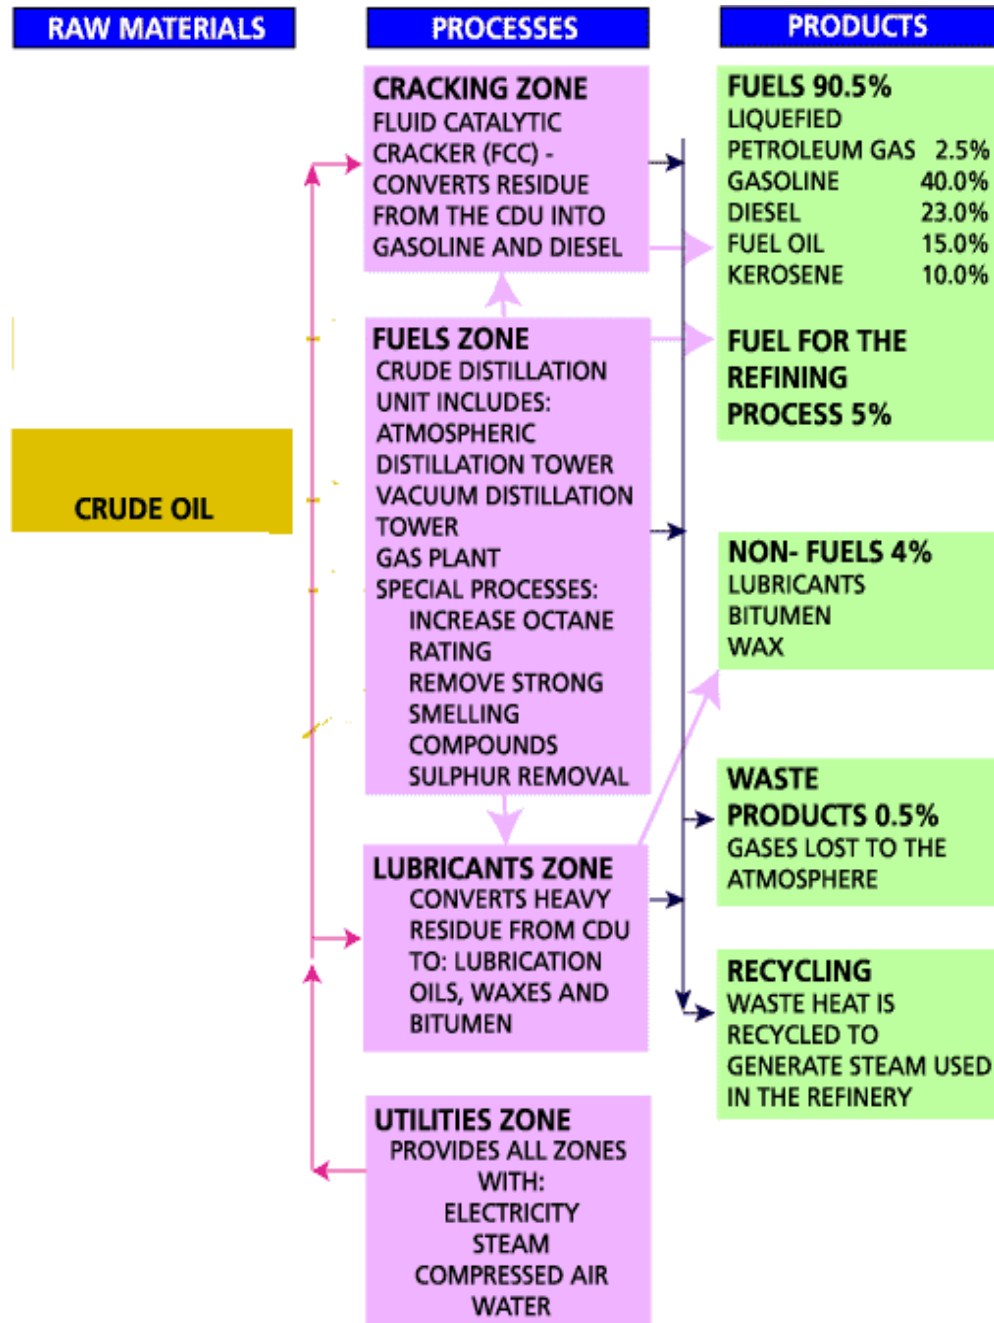 RAW MATERIALS
CRUDE OIL
PROCESSES
CRACKING ZONE
FLUID CATALYTIC
CRACKER (FCC) -
CONVERTS RESIDUE
FROM THE CDU INTO
GASOLINE AND DIESEL
FUELS ZONE
CRUDE DISTILLATION
UNIT INCLUDES:
ATMOSPHERIC
DISTILLATION TOWER
VACUUM DISTILLATION
TOWER
GAS PLANT
SPECIAL PROCESSES:
INCREASE OCTANE
RATING
REMOVE STRONG
SMELLING
COMPOUNDS
SULPHUR REMOVAL
LUBRICANTS ZONE
CONVERTS HEAVY
RESIDUE FROM CDU
TO: LUBRICATION
OILS, WAXES AND
BITUMEN
UTILITIES ZONE
PROVIDES ALL ZONES
WITH:
ELECTRICITY
STEAM
COMPRESSED AIR
WATER
PRODUCTS
FUELS 90.5%
LIQUEFIED
PETROLEUM GAS 2.5%
GASOLINE 40.0%
DIESEL 23.0%
FUEL OIL 15.0%
KEROSENE 10.0%
FUEL FOR THE
REFINING
PROCESS 5%
NON- FUELS 4%
LUBRICANTS
BITUMEN
WAX
WASTE
PRODUCTS 0.5%
GASES LOST TO THE
ATMOSPHERE
RECYCLING
WASTE HEAT IS
RECYCLED TO
GENERATE STEAM USED
IN THE REFINERY